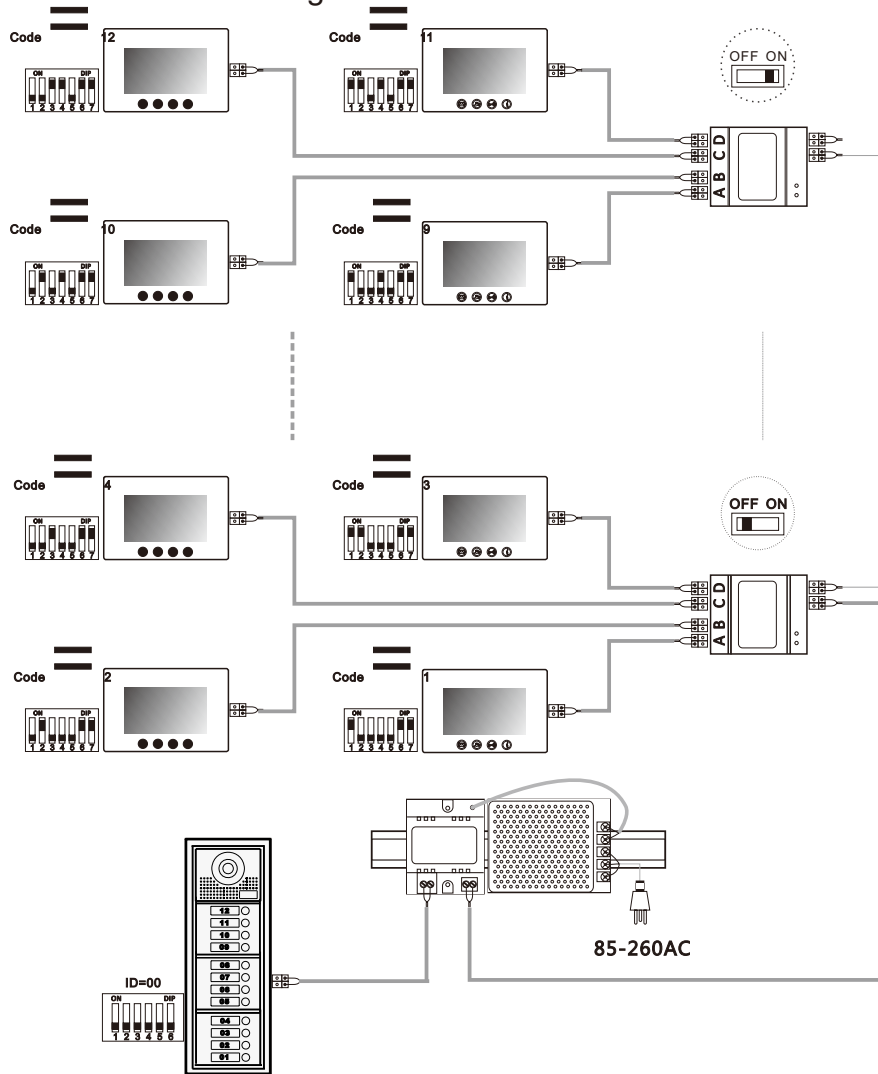 Code 12
ON DIP
1 2 3 4 5 6 7
Code 11
ON DIP
1 2 3 4 5 6 7
OFF ON
A B C D
Code 10
ON DIP
1 2 3 4 5 6 7
Code 9
ON DIP
1 2 3 4 5 6 7
Code 4
ON DIP
1 2 3 4 5 6 7
Code 3
ON DIP
1 2 3 4 5 6 7
OFF ON
A B C D
Code 2
ON DIP
1 2 3 4 5 6 7
Code 1
ON DIP
1 2 3 4 5 6 7
85-260AC
12
11
10
09
08
07
06
05
04
03
02
01
ID=00
ON DIP
1 2 3 4 5 6